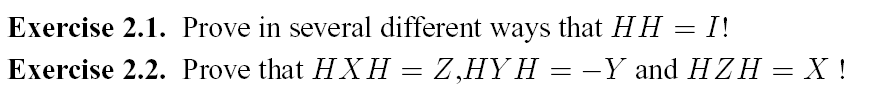 Exercise 2.1. Prove in several different ways that HH = I!
Exercise 2.2. Prove that HXH = Z,HYH = −Y and HZH = X !